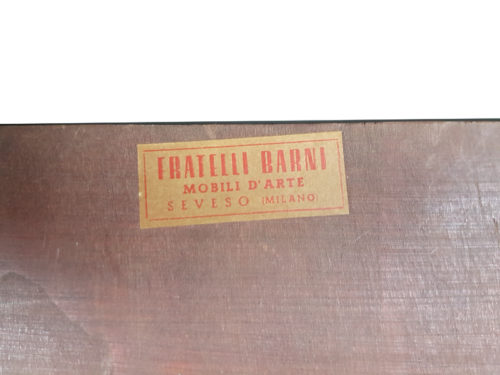 FRATELLI BARNI
MOBILI D'ARTE
SEVESO (MILANO)